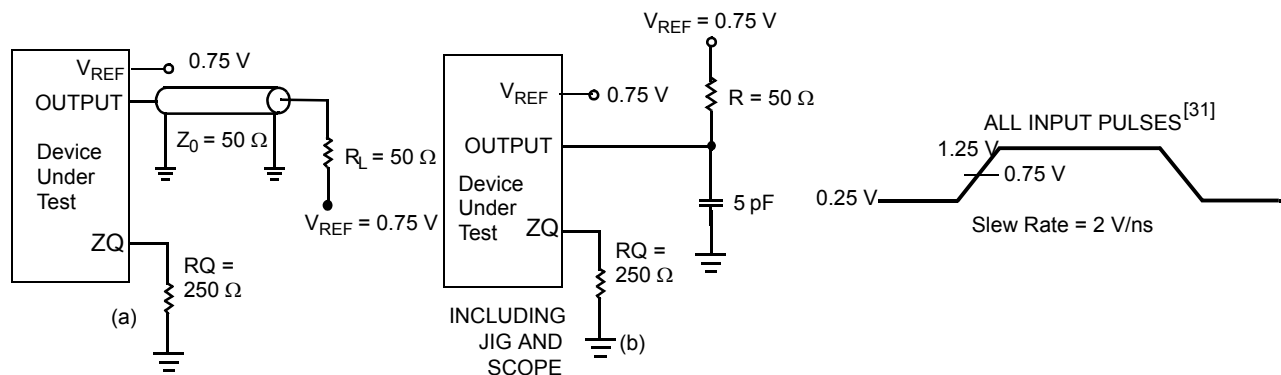 V_REF 0.75 V
OUTPUT
Z_0 = 50 Ω
Device
Under
Test
R_L = 50 Ω
V_REF = 0.75 V
ZQ
RQ =
250 Ω
(a)
V_REF = 0.75 V
R = 50 Ω
V_REF 0.75 V
OUTPUT
Device
Under
Test
5 pF
ZQ
RQ =
250 Ω
INCLUDING
JIG AND
SCOPE
(b)
ALL INPUT PULSES[31]
1.25 V
0.75 V
0.25 V
Slew Rate = 2 V/ns